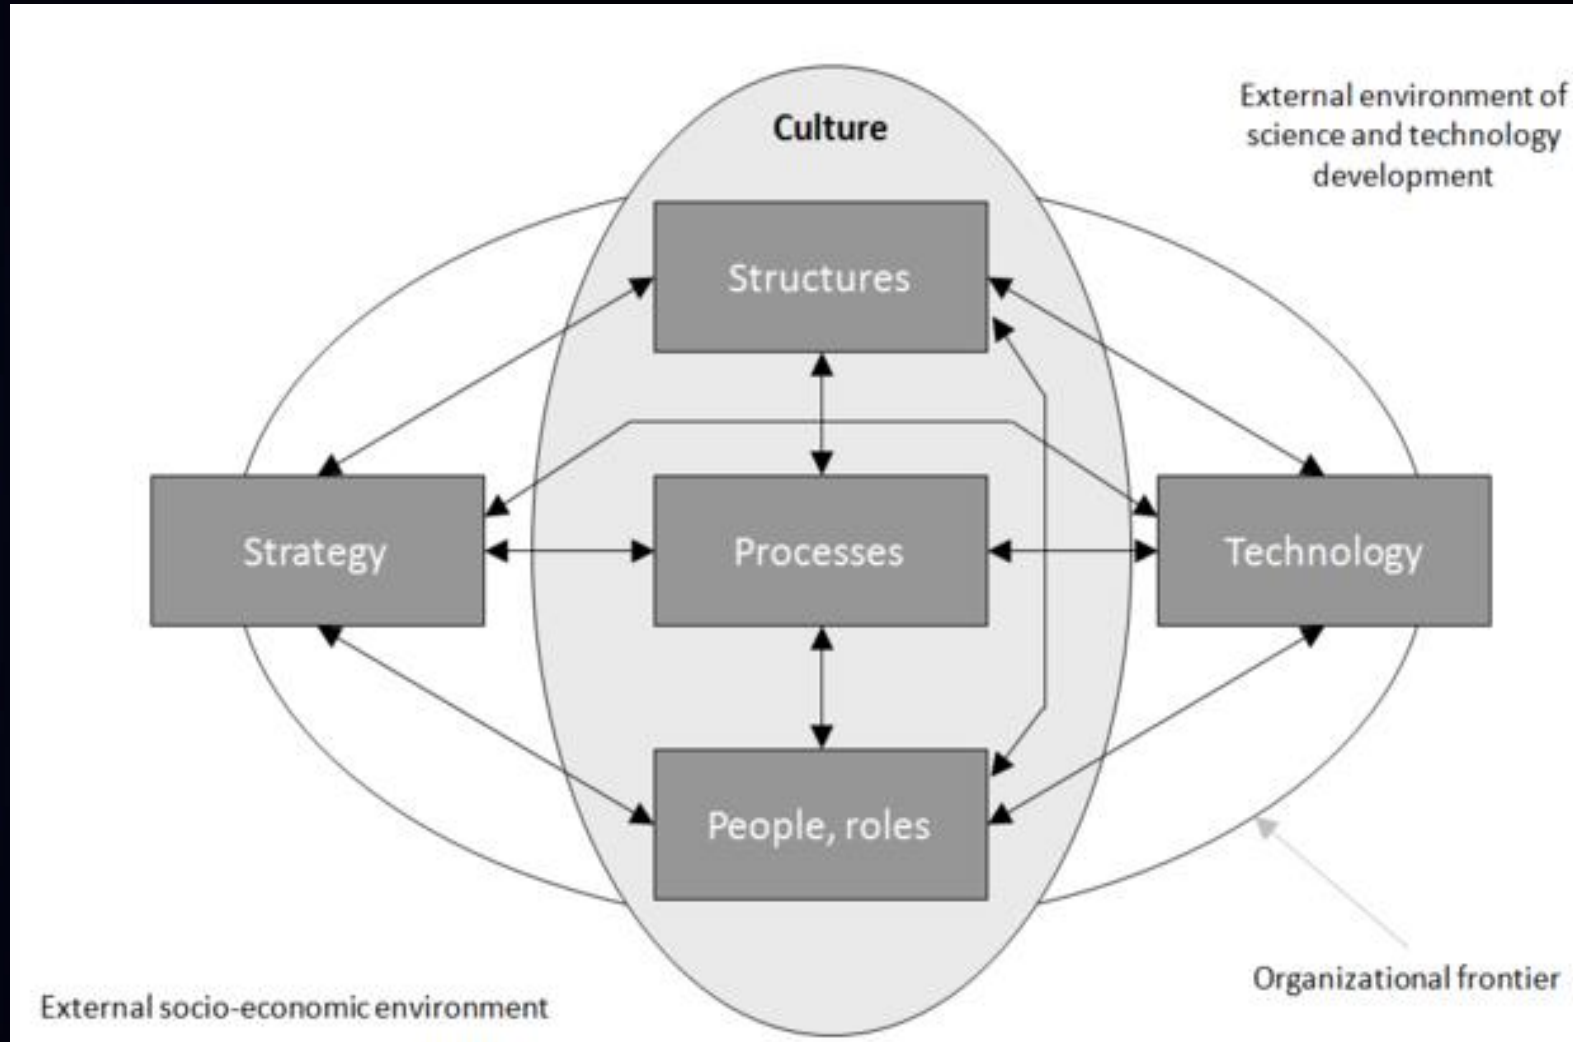 Culture
External environment of
science and technology
development
Structures
Strategy
Processes
Technology
People, roles
Organizational frontier
External socio-economic environment